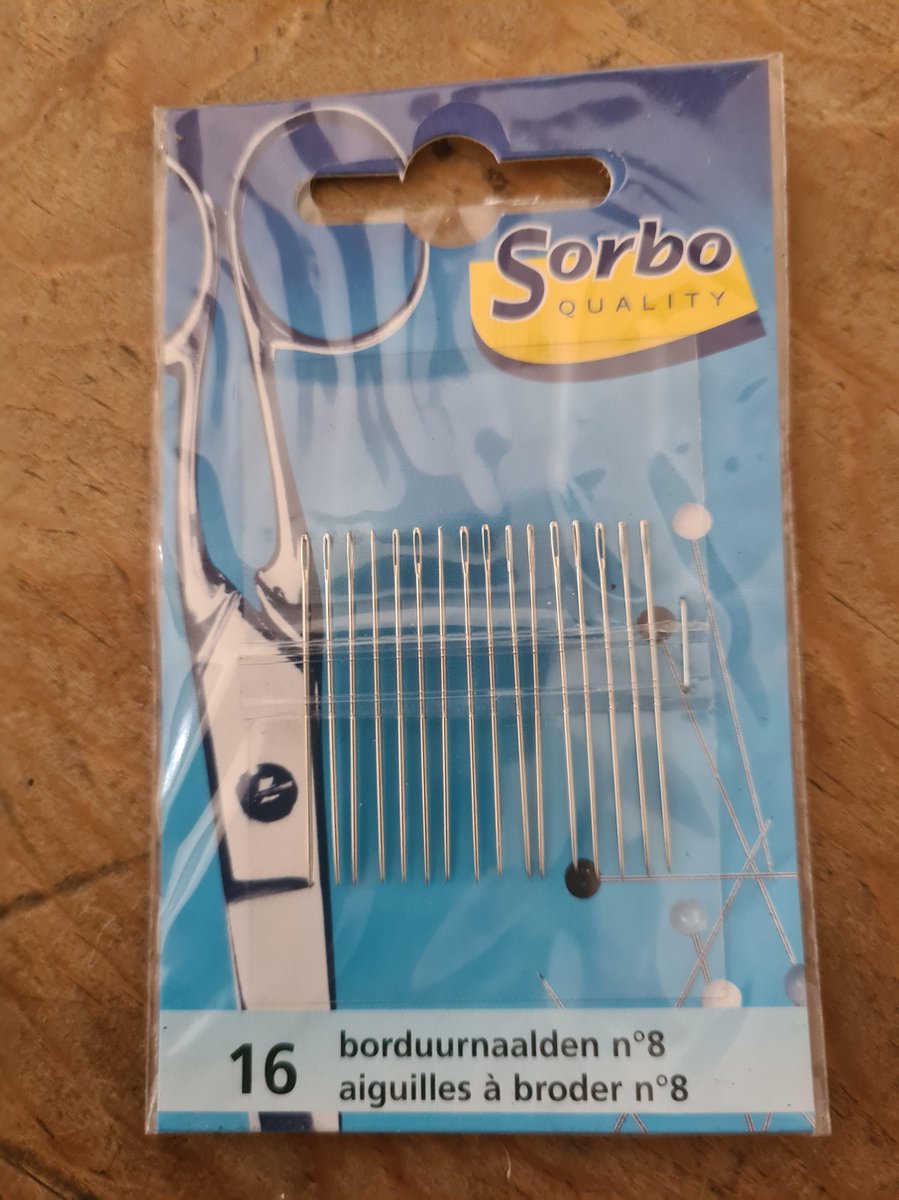 Sorbo
QUALITY
16
borduurnaalden n°8
aiguilles à broder n°8